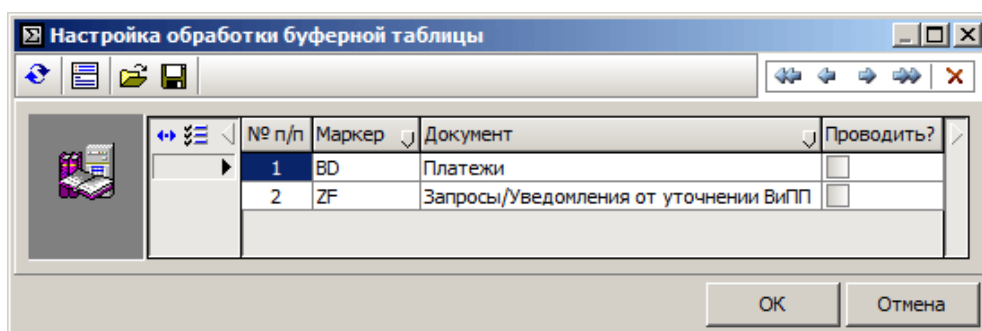 Настройка обработки буферной таблицы
№ п/п Маркер Документ Проводить?
1 BD Платежи
2 ZF Запросы/Уведомления от уточнении ВиПП
OK Отмена